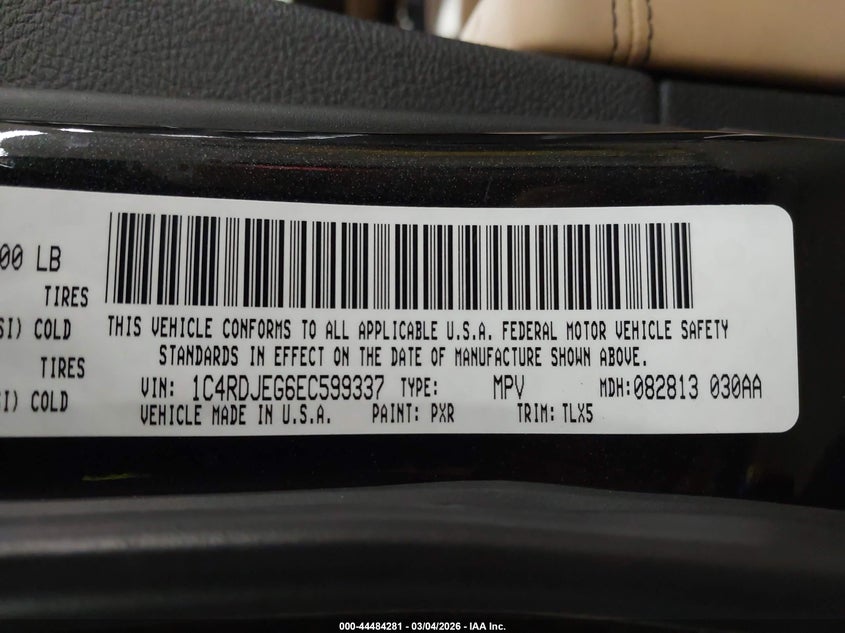 00 LB
TIRES
SI) COLD
TIRES
SI) COLD
THIS VEHICLE CONFORMS TO ALL APPLICABLE U.S.A. FEDERAL MOTOR VEHICLE SAFETY
STANDARDS IN EFFECT ON THE DATE OF MANUFACTURE SHOWN ABOVE.
VIN: 1C4RDJEG6EC599337 TYPE: MPV MDH:082813 030AA
VEHICLE MADE IN U.S.A. PAINT: PXR TRIM: TLX5
000-44484281 - 03/04/2026 - IAA Inc.